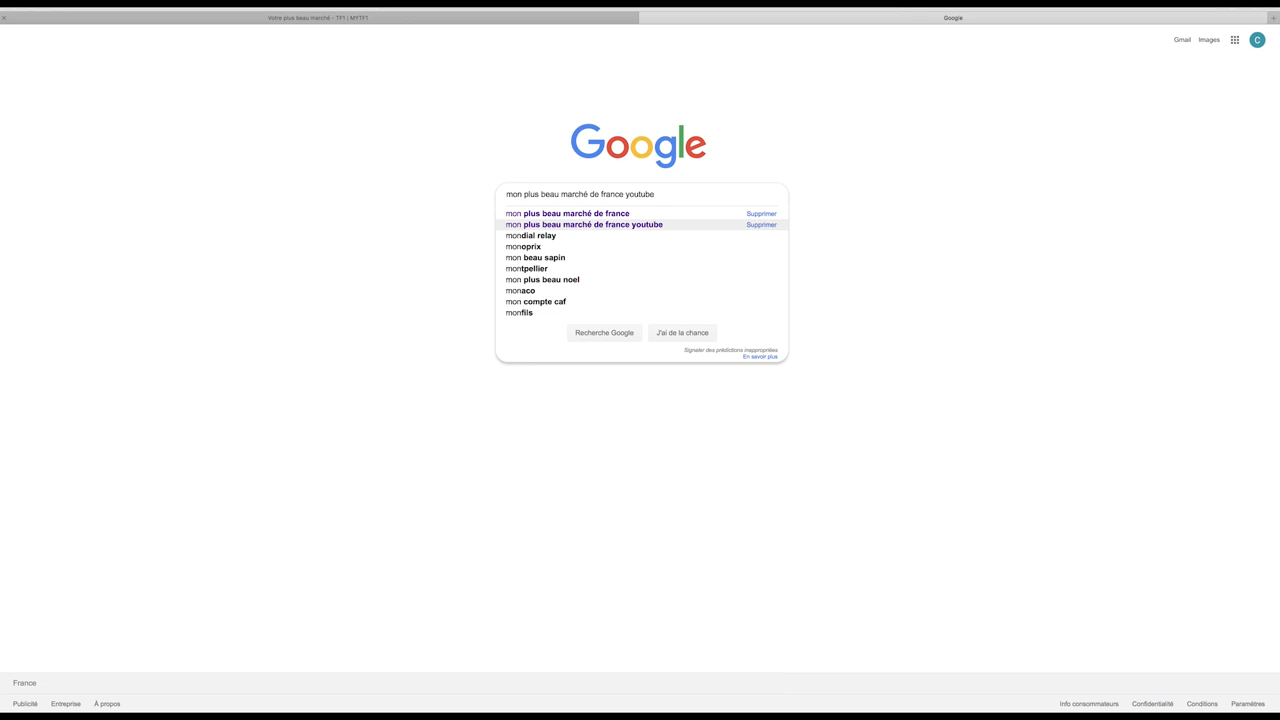 Votre plus beau marché - TF1 | MYTF1
Google
Gmail Images
C
Google
mon plus beau marché de france youtube
mon plus beau marché de france Supprimer
mon plus beau marché de france youtube Supprimer
mondial relay
monoprix
mon beau sapin
montpellier
mon plus beau noel
monaco
mon compte caf
monfils
Recherche Google J'ai de la chance
Signaler des prédictions inappropriées
En savoir plus
France
Publicité Entreprise À propos Info consommateurs Confidentialité Conditions Paramètres